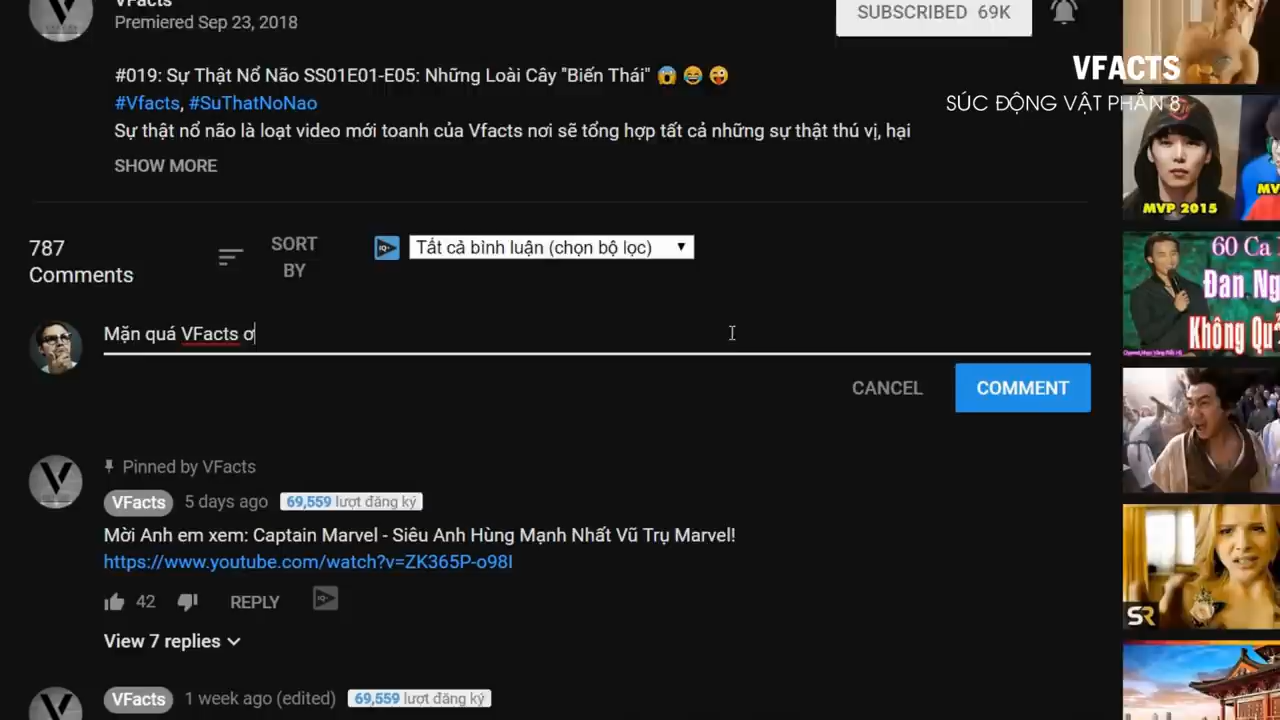 VFacts
Premiered Sep 23, 2018
SUBSCRIBED 69K
VFACTS
SÚC ĐỘNG VẬT PHẦN 8
#019: Sự Thật Nổ Não SS01E01-E05: Những Loài Cây "Biến Thái" 😱 😂 😜
#Vfacts, #SuThatNoNao
Sự thật nổ não là loạt video mới toanh của Vfacts nơi sẽ tổng hợp tất cả những sự thật thú vị, hại
SHOW MORE
MVP 2015
MV
787
Comments
SORT
BY
IQ
Tất cả bình luận (chọn bộ lọc)
60 Ca
Đan Ng
Không Quả
Mặn quá VFacts ơ
CANCEL
COMMENT
Pinned by VFacts
VFacts 5 days ago 69,559 lượt đăng ký
Mời Anh em xem: Captain Marvel - Siêu Anh Hùng Mạnh Nhất Vũ Trụ Marvel!
https://www.youtube.com/watch?v=ZK365P-o98I
42 REPLY
SR
View 7 replies
VFacts 1 week ago (edited) 69,559 lượt đăng ký